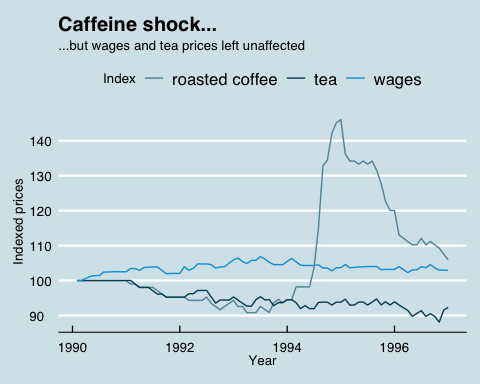 Caffeine shock...
...but wages and tea prices left unaffected
Index roasted coffee tea wages
Indexed prices
140
130
120
110
100
90
1990 1992 1994 1996
Year